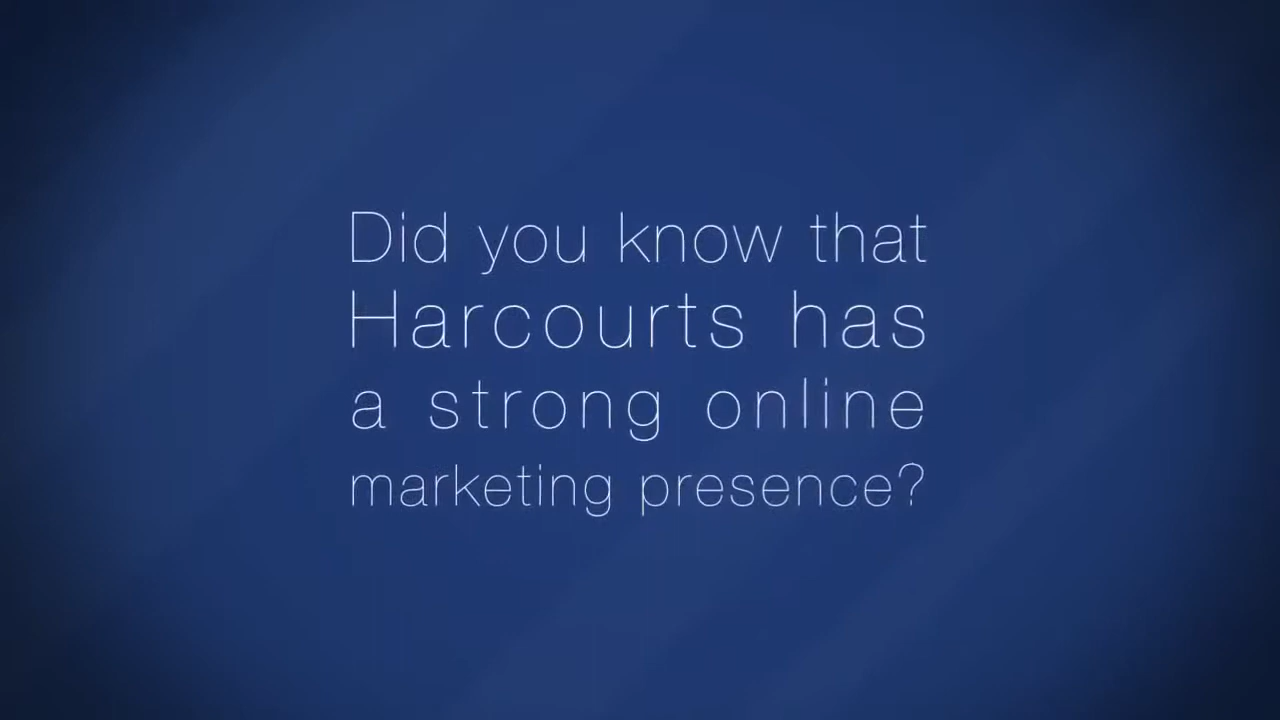 Did you know that
Harcourts has
a strong online
marketing presence?